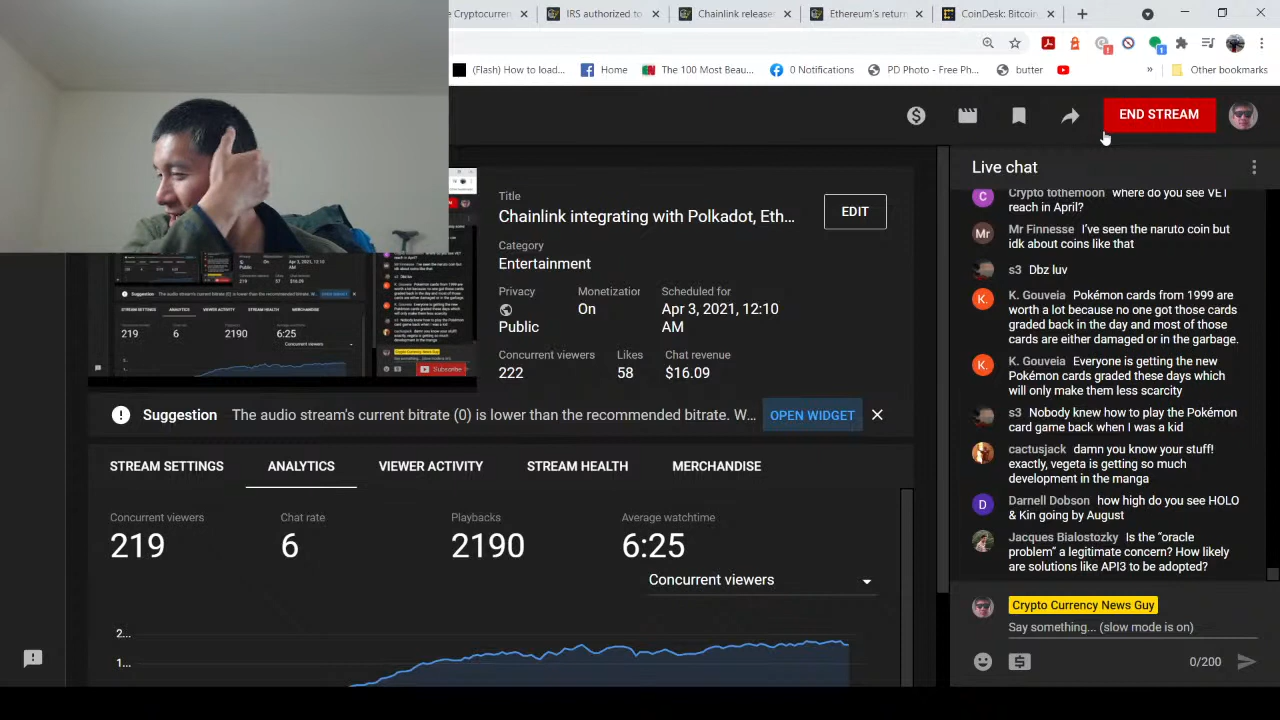 e Cryptocurren
IRS authorized to
Chainlink release
Ethereum's return
CoinDesk: Bitcoin,
(Flash) How to load...
Home
The 100 Most Beau...
0 Notifications
PD Photo - Free Ph...
butter
»
Other bookmarks
END STREAM
Title
Chainlink integrating with Polkadot, Eth...
EDIT
Category
Entertainment
Privacy
Monetization
Scheduled for
Public
On
Apr 3, 2021, 12:10
AM
Concurrent viewers
Likes
Chat revenue
222
58
$16.09
Suggestion
The audio stream's current bitrate (0) is lower than the recommended bitrate. W...
OPEN WIDGET
STREAM SETTINGS
ANALYTICS
VIEWER ACTIVITY
STREAM HEALTH
MERCHANDISE
Concurrent viewers
Chat rate
Playbacks
Average watchtime
219
6
2190
6:25
Concurrent viewers
2...
1...
Live chat
Crypto tothemoon where do you see VET
reach in April?
Mr Finnesse I've seen the naruto coin but
idk about coins like that
s3 Dbz luv
K. Gouveia Pokémon cards from 1999 are
worth a lot because no one got those cards
graded back in the day and most of those
cards are either damaged or in the garbage.
K. Gouveia Everyone is getting the new
Pokémon cards graded these days which
will only make them less scarcity
s3 Nobody knew how to play the Pokémon
card game back when I was a kid
cactusjack damn you know your stuff!
exactly, vegeta is getting so much
development in the manga
Darnell Dobson how high do you see HOLO
& Kin going by August
Jacques Bialostozky Is the "oracle
problem" a legitimate concern? How likely
are solutions like API3 to be adopted?
Crypto Currency News Guy
Say something... (slow mode is on)
0/200